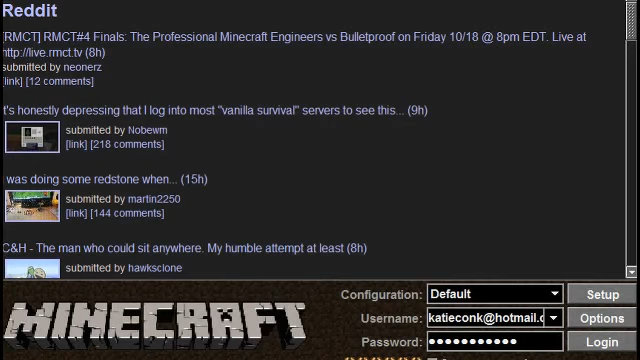 Reddit
[RMCT] RMCT#4 Finals: The Professional Minecraft Engineers vs Bulletproof on Friday 10/18 @ 8pm EDT. Live at
http://live.rmct.tv (8h)
submitted by neonerz
[link] [12 comments]
t's honestly depressing that I log into most "vanilla survival" servers to see this... (9h)
submitted by Nobewm
[link] [218 comments]
was doing some redstone when... (15h)
submitted by martin2250
[link] [144 comments]
C&H - The man who could sit anywhere. My humble attempt at least (8h)
submitted by hawksclone
MINECRAFT
Configuration: Default Setup
Username: katieconk@hotmail.c Options
Password: ●●●●●●●●●●● Login